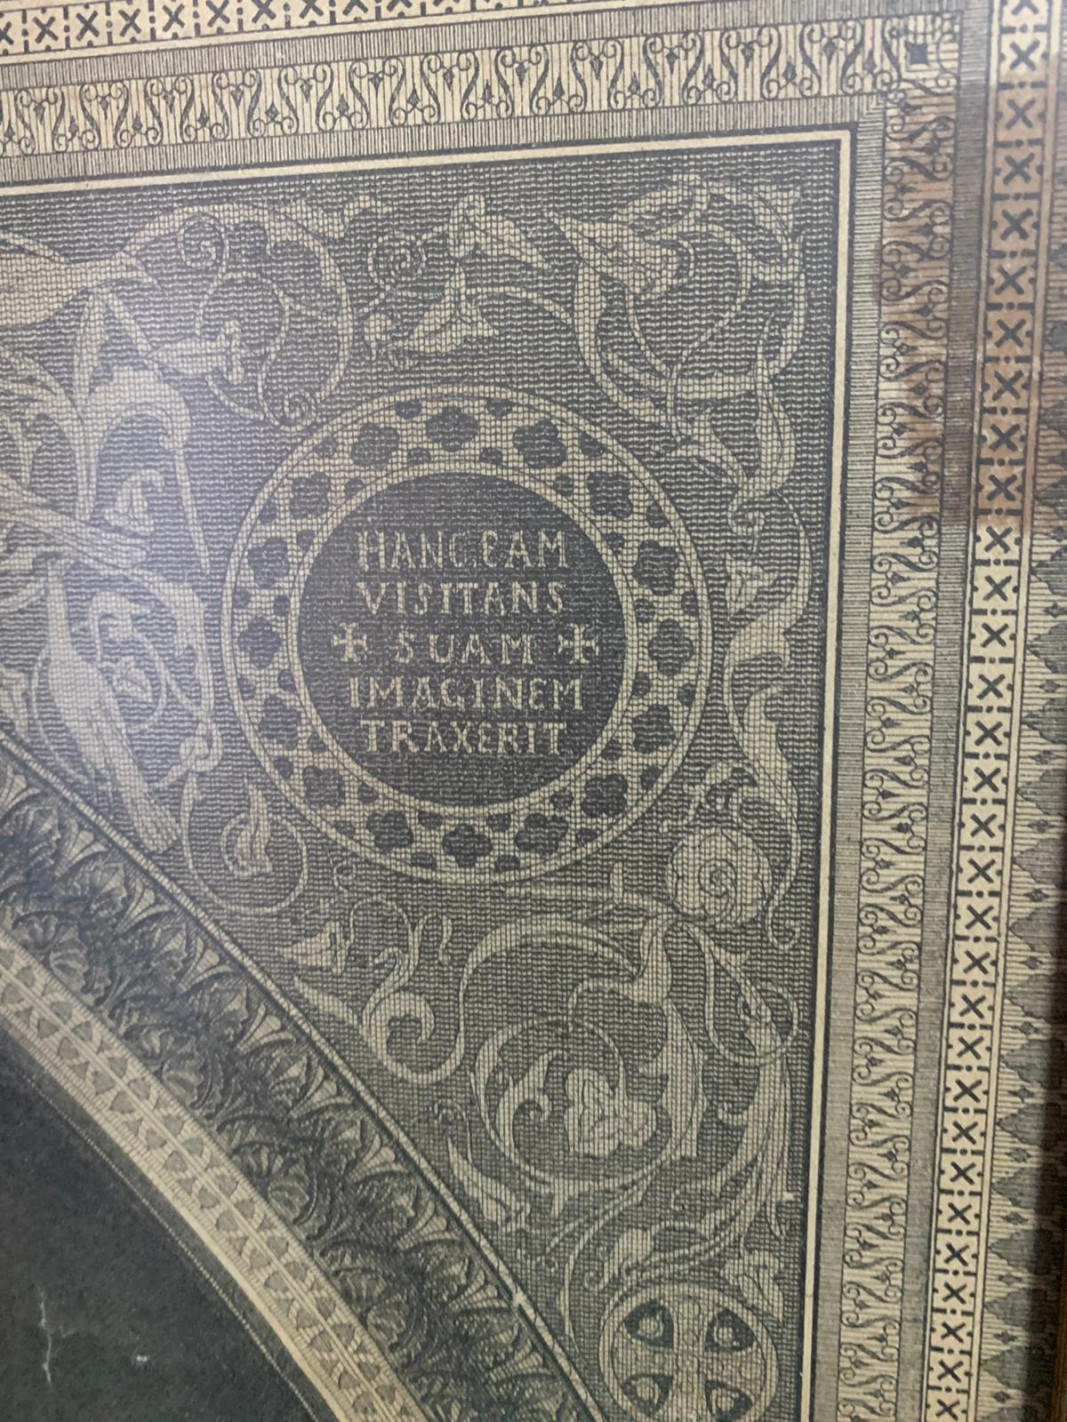 HANC EAM
VISITANS
✠ SUAM ✠
IMAGINEM
TRAXERIT